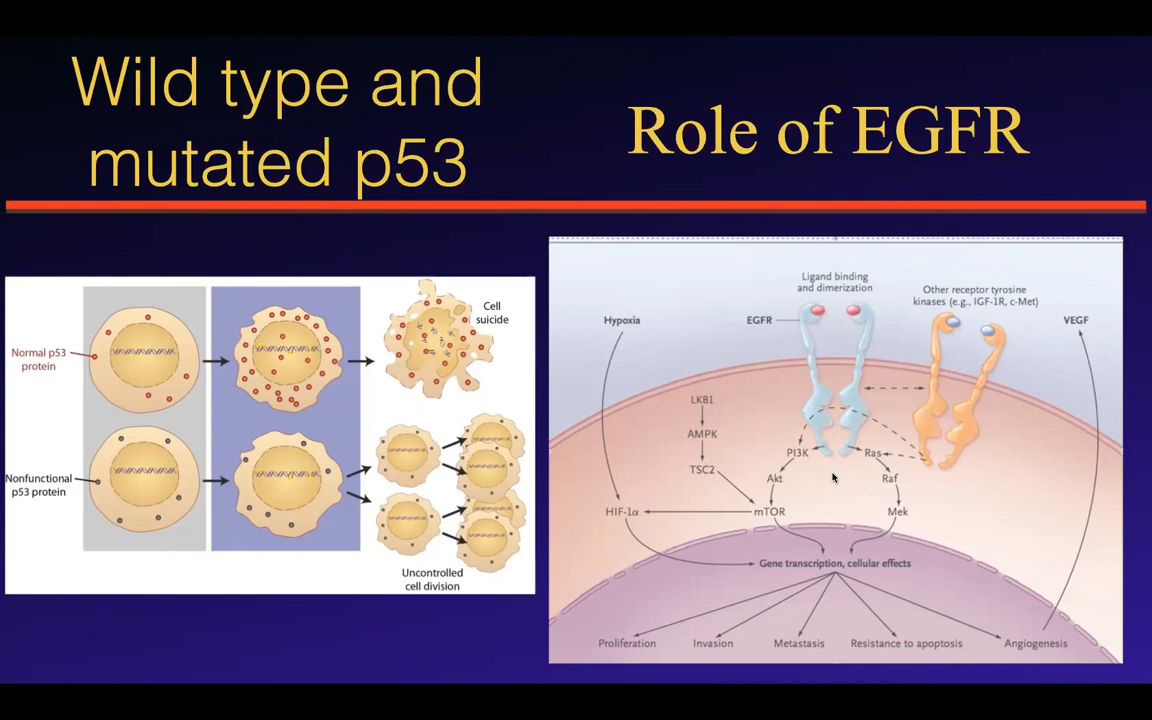 Wild type and
mutated p53
Role of EGFR
Normal p53
protein
Nonfunctional
p53 protein
Cell
suicide
Uncontrolled
cell division
Ligand binding
and dimerization
Other receptor tyrosine
kinases (e.g., IGF-1R, c-Met)
Hypoxia
EGFR
VEGF
LKB1
AMPK
TSC2
PI3K
Ras
Akt
Raf
HIF-1α
mTOR
Mek
Gene transcription, cellular effects
Proliferation
Invasion
Metastasis
Resistance to apoptosis
Angiogenesis